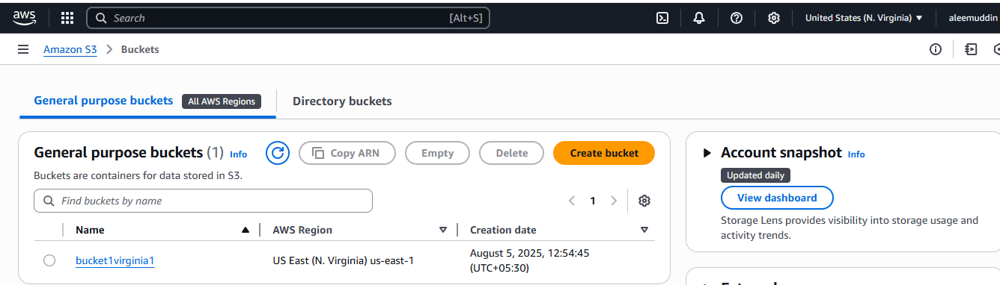 aws
Search [Alt+S]
United States (N. Virginia)
aleemuddin
Amazon S3 > Buckets
General purpose buckets All AWS Regions
Directory buckets
General purpose buckets (1) Info
Copy ARN
Empty
Delete
Create bucket
Buckets are containers for data stored in S3.
Find buckets by name
1
Name AWS Region Creation date
bucket1virginia1 US East (N. Virginia) us-east-1 August 5, 2025, 12:54:45
(UTC+05:30)
Account snapshot Info
Updated daily
View dashboard
Storage Lens provides visibility into storage usage and
activity trends.